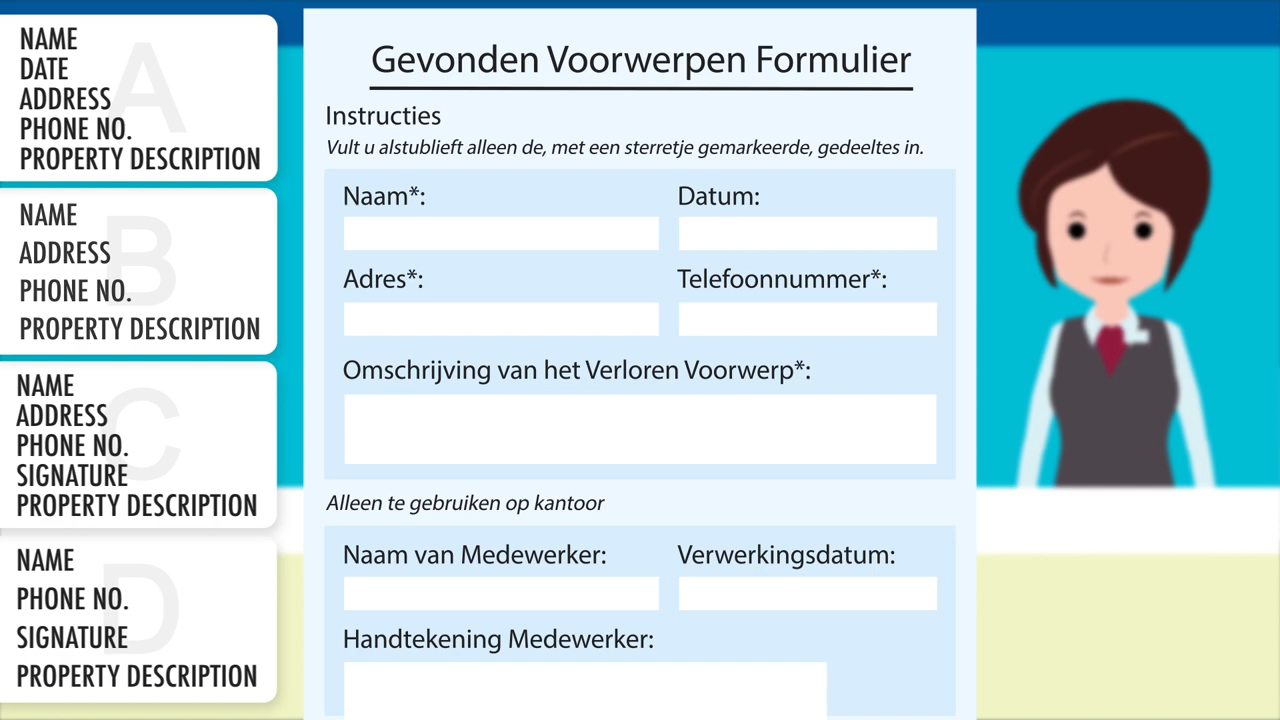 A
NAME
DATE
ADDRESS
PHONE NO.
PROPERTY DESCRIPTION
B
NAME
ADDRESS
PHONE NO.
PROPERTY DESCRIPTION
C
NAME
ADDRESS
PHONE NO.
SIGNATURE
PROPERTY DESCRIPTION
D
NAME
PHONE NO.
SIGNATURE
PROPERTY DESCRIPTION
Gevonden Voorwerpen Formulier
Instructies
Vult u alstublieft alleen de, met een sterretje gemarkeerde, gedeeltes in.
Naam*: Datum:
Adres*: Telefoonnummer*:
Omschrijving van het Verloren Voorwerp*:
Alleen te gebruiken op kantoor
Naam van Medewerker: Verwerkingsdatum:
Handtekening Medewerker: